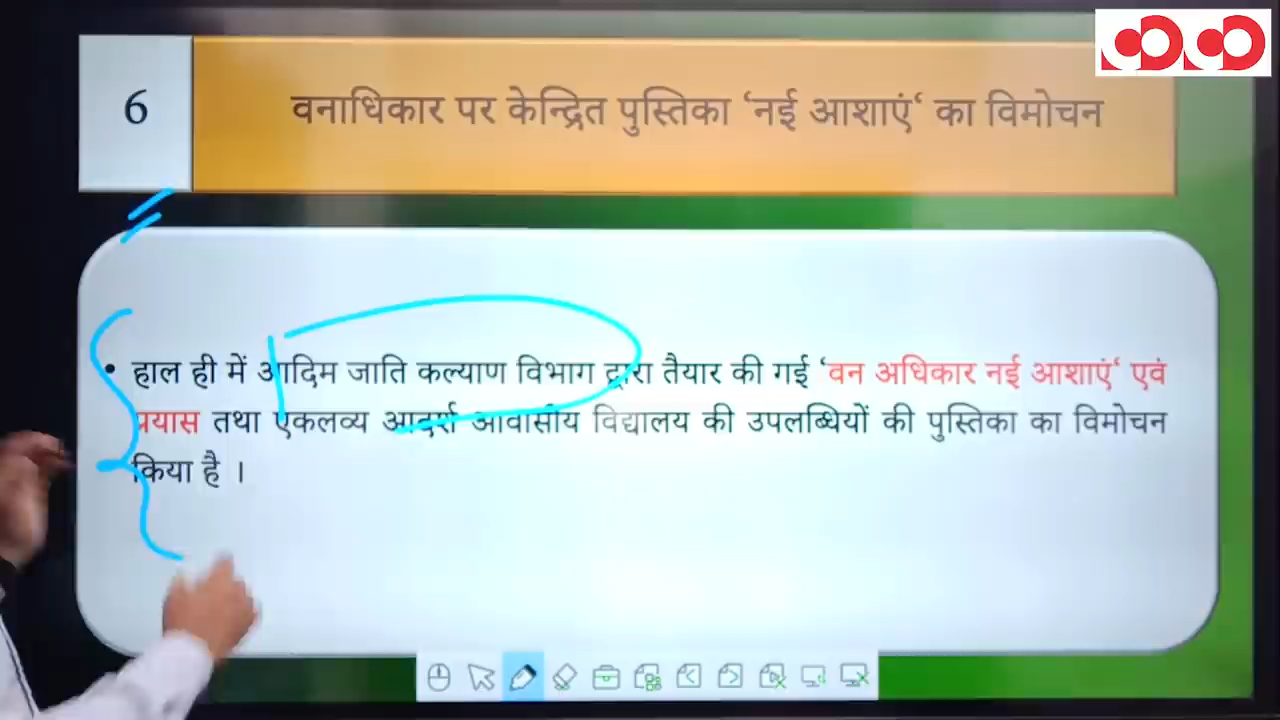 6
वनाधिकार पर केन्द्रित पुस्तिका ‘नई आशाएं‘ का विमोचन
• हाल ही में आदिम जाति कल्याण विभाग द्वारा तैयार की गई ‘वन अधिकार नई आशाएं‘ एवं
प्रयास तथा एकलव्य आदर्श आवासीय विद्यालय की उपलब्धियों की पुस्तिका का विमोचन
किया है ।